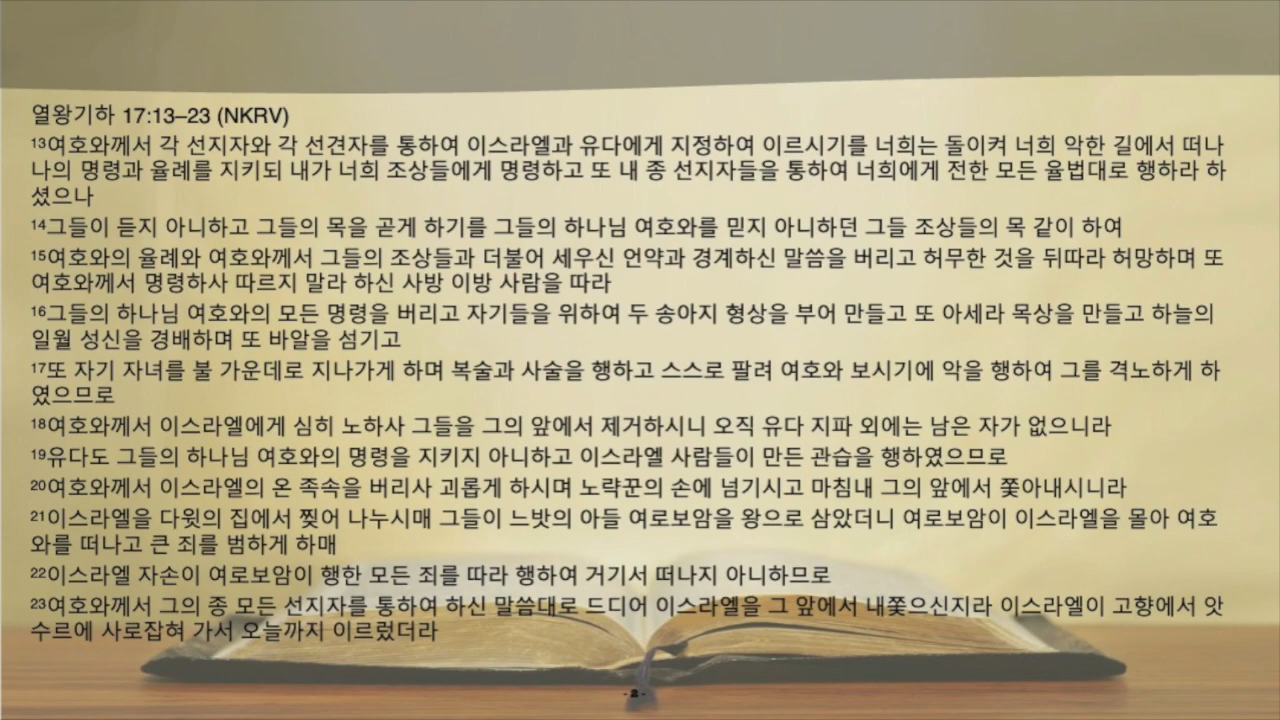 열왕기하 17:13–23 (NKRV)
¹³여호와께서 각 선지자와 각 선견자를 통하여 이스라엘과 유다에게 지정하여 이르시기를 너희는 돌이켜 너희 악한 길에서 떠나
나의 명령과 율례를 지키되 내가 너희 조상들에게 명령하고 또 내 종 선지자들을 통하여 너희에게 전한 모든 율법대로 행하라 하
셨으나
¹⁴그들이 듣지 아니하고 그들의 목을 곧게 하기를 그들의 하나님 여호와를 믿지 아니하던 그들 조상들의 목 같이 하여
¹⁵여호와의 율례와 여호와께서 그들의 조상들과 더불어 세우신 언약과 경계하신 말씀을 버리고 허무한 것을 뒤따라 허망하며 또
여호와께서 명령하사 따르지 말라 하신 사방 이방 사람을 따라
¹⁶그들의 하나님 여호와의 모든 명령을 버리고 자기들을 위하여 두 송아지 형상을 부어 만들고 또 아세라 목상을 만들고 하늘의
일월 성신을 경배하며 또 바알을 섬기고
¹⁷또 자기 자녀를 불 가운데로 지나가게 하며 복술과 사술을 행하고 스스로 팔려 여호와 보시기에 악을 행하여 그를 격노하게 하
였으므로
¹⁸여호와께서 이스라엘에게 심히 노하사 그들을 그의 앞에서 제거하시니 오직 유다 지파 외에는 남은 자가 없으니라
¹⁹유다도 그들의 하나님 여호와의 명령을 지키지 아니하고 이스라엘 사람들이 만든 관습을 행하였으므로
²⁰여호와께서 이스라엘의 온 족속을 버리사 괴롭게 하시며 노략꾼의 손에 넘기시고 마침내 그의 앞에서 쫓아내시니라
²¹이스라엘을 다윗의 집에서 찢어 나누시매 그들이 느밧의 아들 여로보암을 왕으로 삼았더니 여로보암이 이스라엘을 몰아 여호
와를 떠나고 큰 죄를 범하게 하매
²²이스라엘 자손이 여로보암이 행한 모든 죄를 따라 행하여 거기서 떠나지 아니하므로
²³여호와께서 그의 종 모든 선지자를 통하여 하신 말씀대로 드디어 이스라엘을 그 앞에서 내쫓으신지라 이스라엘이 고향에서 앗
수르에 사로잡혀 가서 오늘까지 이르렀더라
- 2 -